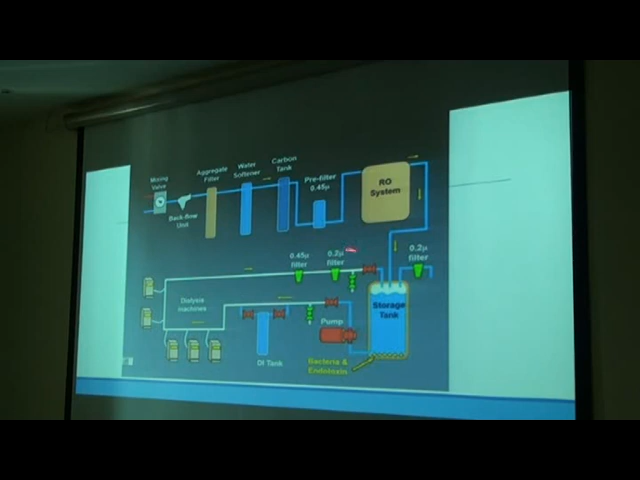 Mixing
Valve
Back-flow
Unit
Aggregate
Filter
Water
Softener
Carbon
Tank
Pre-filter
0.45µ
RO
System
0.45µ
filter
0.2µ
filter
0.2µ
filter
Dialysis
machines
Storage
Tank
Pump
DI Tank
Bacteria &
Endotoxin